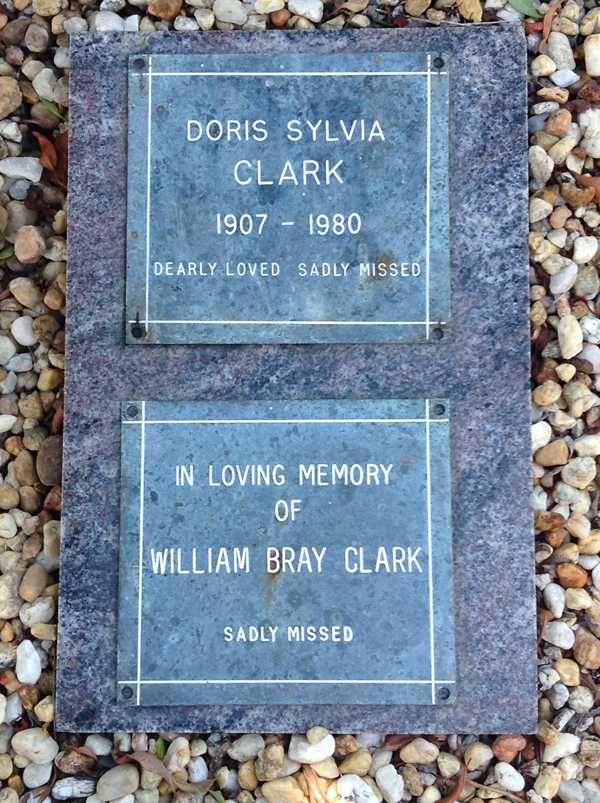 DORIS SYLVIA
CLARK
1907 - 1980
DEARLY LOVED SADLY MISSED
IN LOVING MEMORY
OF
WILLIAM BRAY CLARK
SADLY MISSED